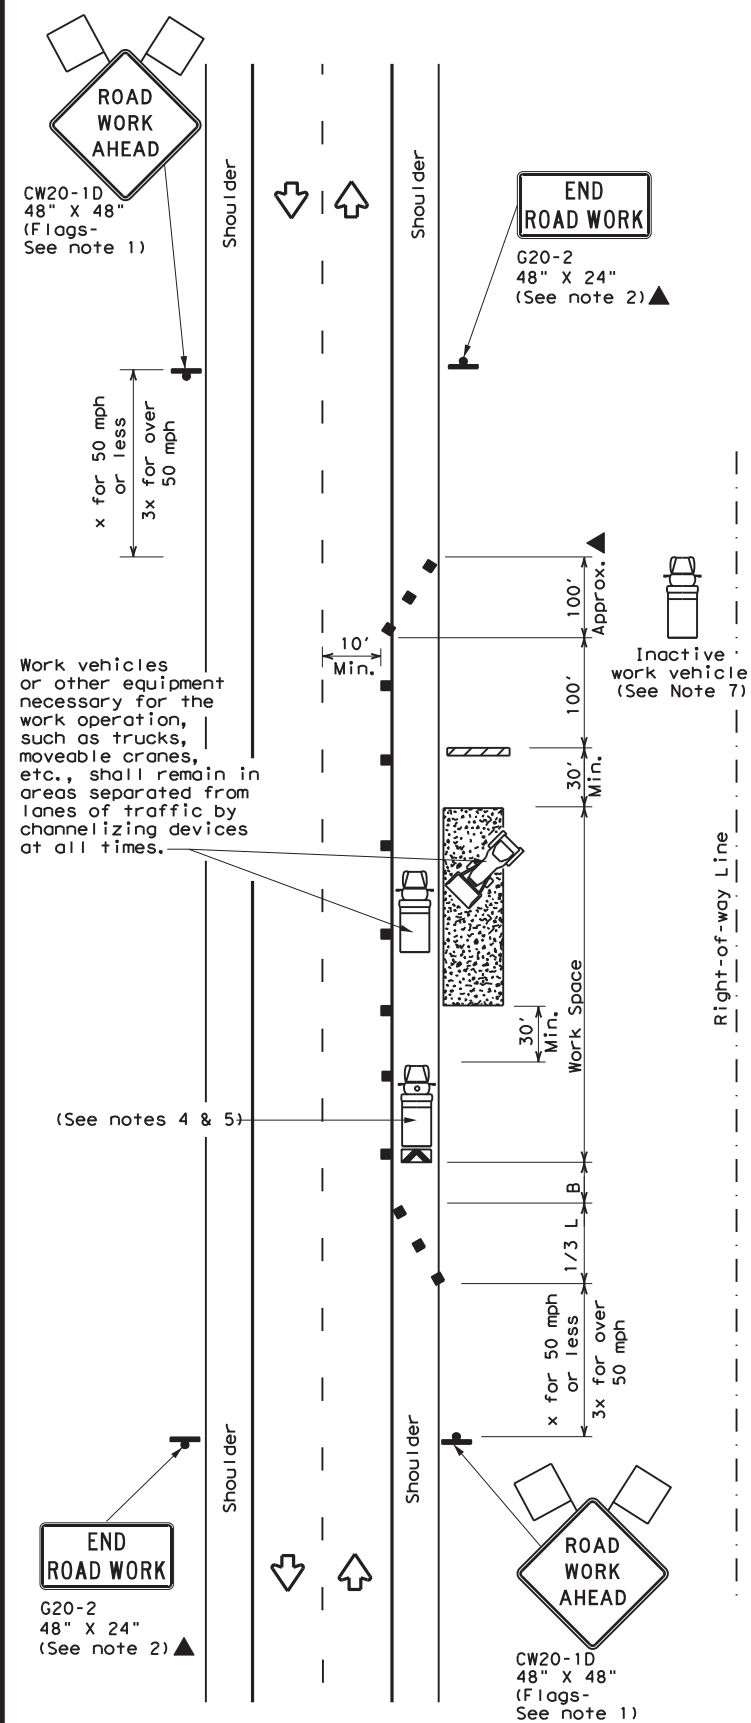 ROAD
WORK
AHEAD
CW20-1D
48" X 48"
(Flags-
See note 1)
Shoulder
Shoulder
END
ROAD WORK
G20-2
48" X 24"
(See note 2)
x for 50 mph
or less
3x for over
50 mph
100'
Approx.
Inactive
work vehicle
(See Note 7)
10'
Min.
100'
Work vehicles
or other equipment
necessary for the
work operation,
such as trucks,
moveable cranes,
etc., shall remain in
areas separated from
lanes of traffic by
channelizing devices
at all times.
30'
Min.
Right-of-way Line
Work Space
30'
Min.
(See notes 4 & 5)
B
1/3 L
x for 50 mph
or less
3x for over
50 mph
Shoulder
Shoulder
END
ROAD WORK
G20-2
48" X 24"
(See note 2)
ROAD
WORK
AHEAD
CW20-1D
48" X 48"
(Flags-
See note 1)